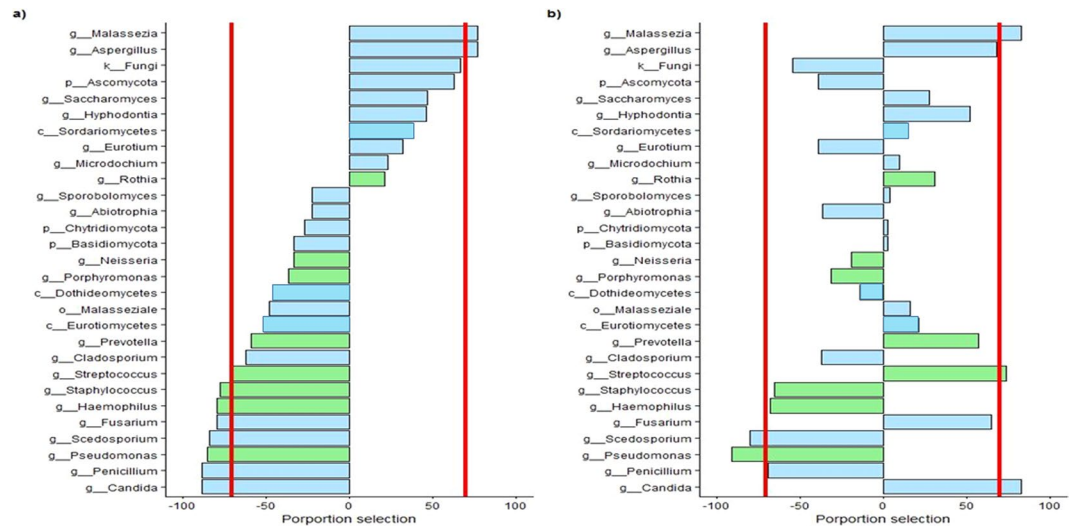 a)
g__Malassezia
g__Aspergillus
k__Fungi
p__Ascomycota
g__Saccharomyces
g__Hyphodontia
c__Sordariomycetes
g__Eurotium
g__Microdochium
g__Rothia
g__Sporobolomyces
g__Abiotrophia
p__Chytridiomycota
p__Basidiomycota
g__Neisseria
g__Porphyromonas
c__Dothideomycetes
o__Malasseziale
c__Eurotiomycetes
g__Prevotella
g__Cladosporium
g__Streptococcus
g__Staphylococcus
g__Haemophilus
g__Fusarium
g__Scedosporium
g__Pseudomonas
g__Penicillium
g__Candida
-100 -50 0 50 100
Porportion selection
b)
g__Malassezia
g__Aspergillus
k__Fungi
p__Ascomycota
g__Saccharomyces
g__Hyphodontia
c__Sordariomycetes
g__Eurotium
g__Microdochium
g__Rothia
g__Sporobolomyces
g__Abiotrophia
p__Chytridiomycota
p__Basidiomycota
g__Neisseria
g__Porphyromonas
c__Dothideomycetes
o__Malasseziale
c__Eurotiomycetes
g__Prevotella
g__Cladosporium
g__Streptococcus
g__Staphylococcus
g__Haemophilus
g__Fusarium
g__Scedosporium
g__Pseudomonas
g__Penicillium
g__Candida
-100 -50 0 50 100
Porportion selection